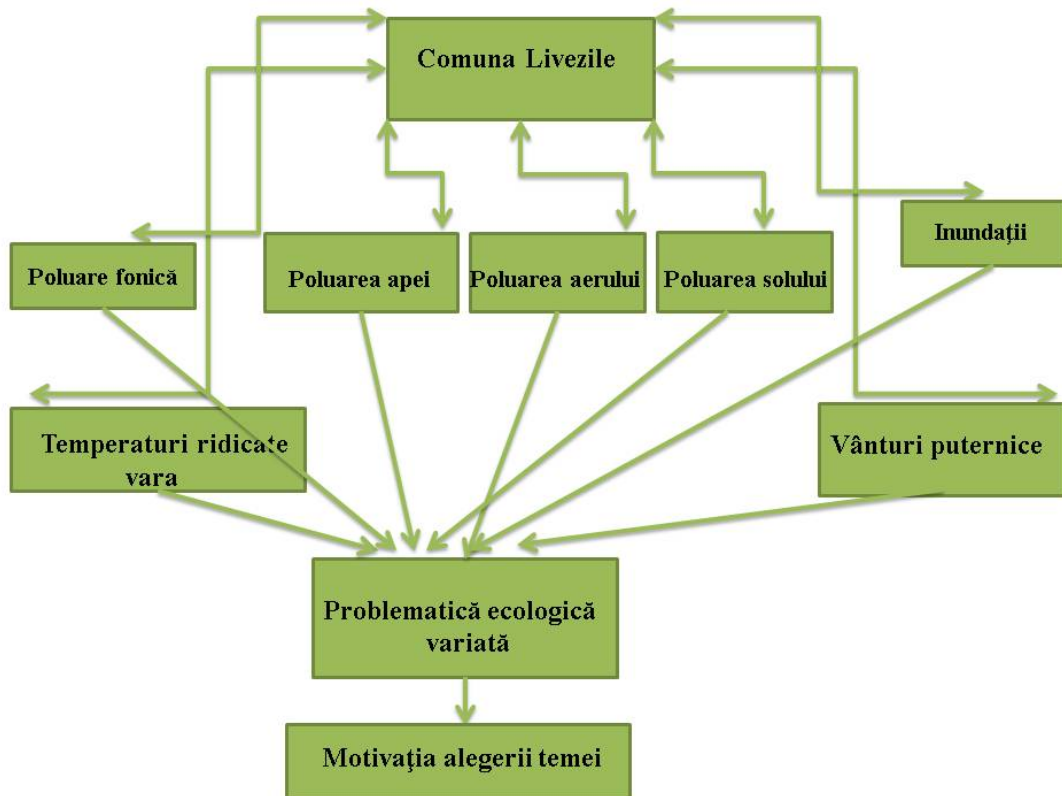 Comuna Livezile
Inundaţii
Poluare fonică
Poluarea apei
Poluarea aerului
Poluarea solului
Temperaturi ridicate
vara
Vânturi puternice
Problematică ecologică
variată
Motivaţia alegerii temei